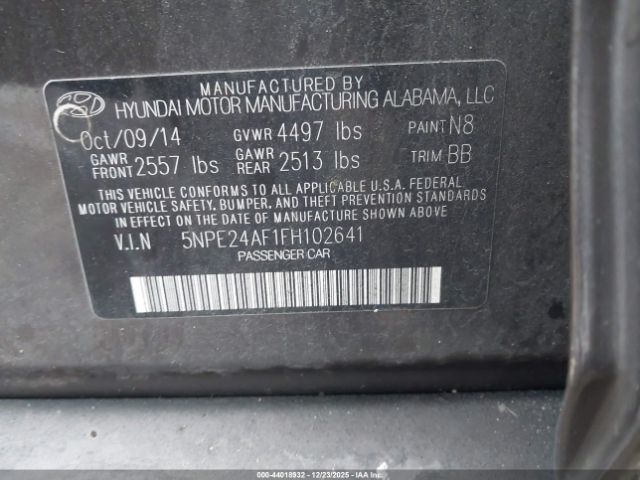 MANUFACTURED BY
HYUNDAI MOTOR MANUFACTURING ALABAMA, LLC
Oct/09/14 GVWR 4497 lbs PAINT N8
GAWR FRONT 2557 lbs GAWR REAR 2513 lbs TRIM BB
THIS VEHICLE CONFORMS TO ALL APPLICABLE U.S.A. FEDERAL
MOTOR VEHICLE SAFETY, BUMPER, AND THEFT PREVENTION STANDARDS
IN EFFECT ON THE DATE OF MANUFACTURE SHOWN ABOVE.
V.I.N 5NPE24AF1FH102641
PASSENGER CAR
000-44018932 - 12/23/2025 - IAAI Holdings, LLC